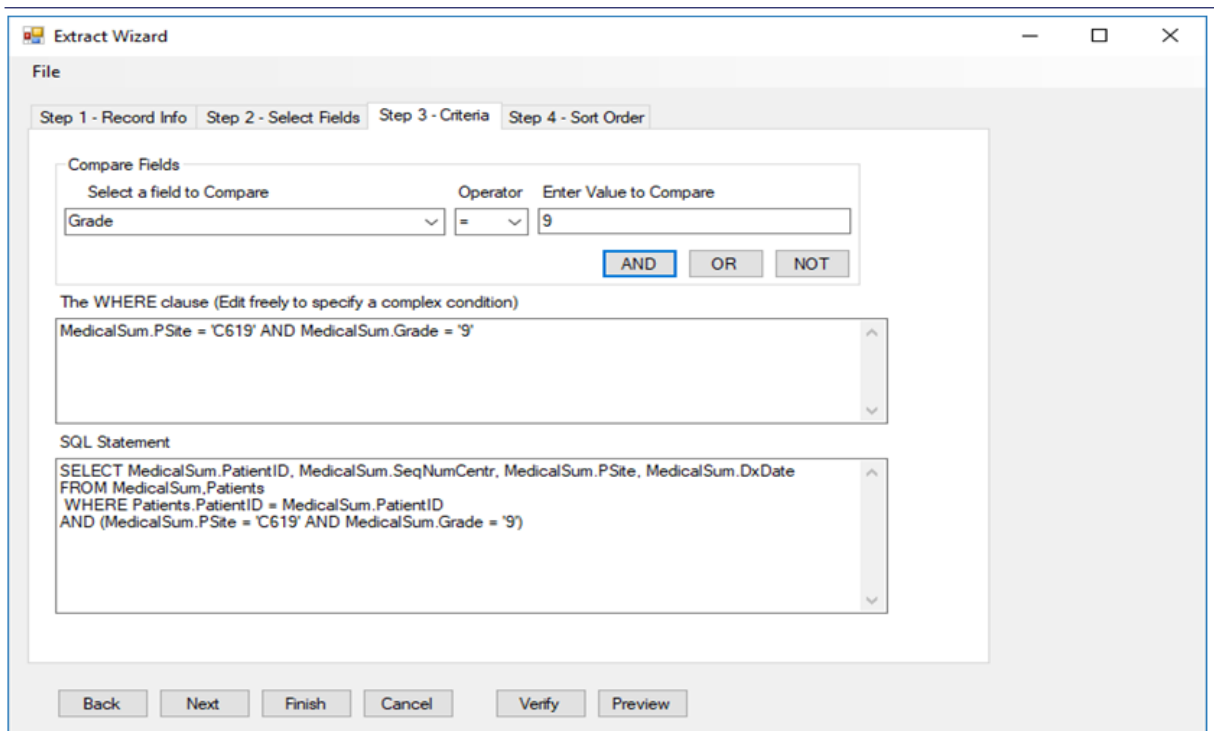 Extract Wizard
File
Step 1 - Record Info Step 2 - Select Fields Step 3 - Criteria Step 4 - Sort Order
Compare Fields
Select a field to Compare Operator Enter Value to Compare
Grade = 9
AND OR NOT
The WHERE clause (Edit freely to specify a complex condition)
MedicalSum.PSite = 'C619' AND MedicalSum.Grade = '9'
SQL Statement
SELECT MedicalSum.PatientID, MedicalSum.SeqNumCentr, MedicalSum.PSite, MedicalSum.DxDate
FROM MedicalSum,Patients
WHERE Patients.PatientID = MedicalSum.PatientID
AND (MedicalSum.PSite = 'C619' AND MedicalSum.Grade = '9')
Back Next Finish Cancel Verify Preview